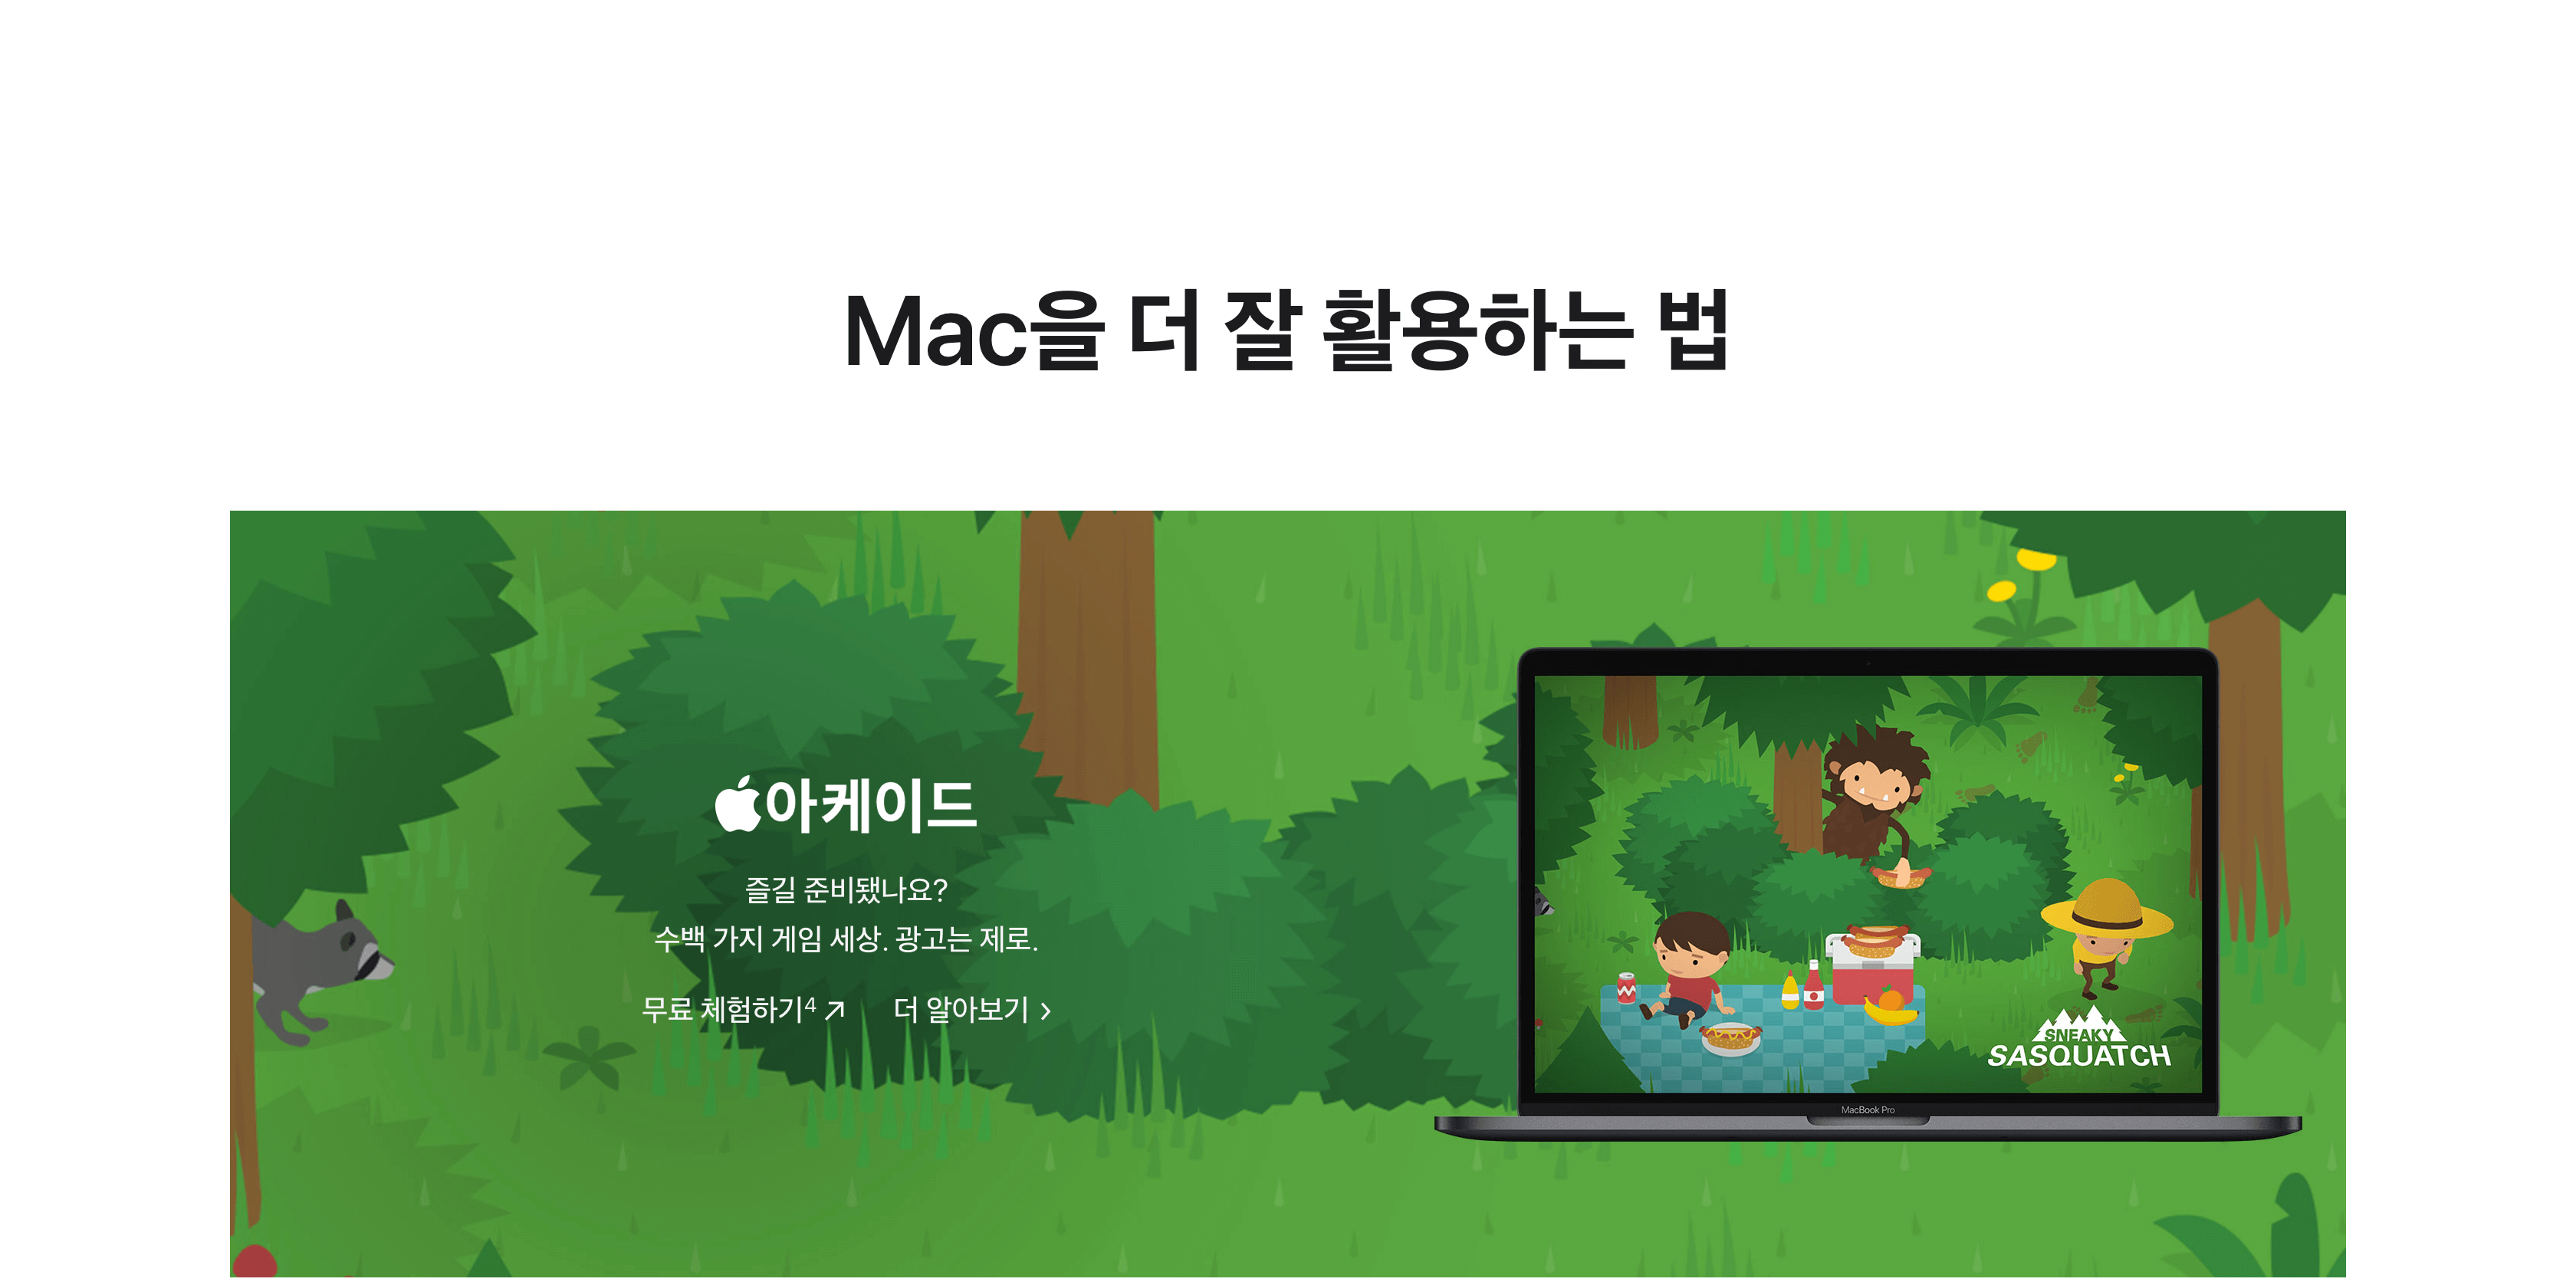 Mac을 더 잘 활용하는 법
아케이드
즐길 준비됐나요?
수백 가지 게임 세상. 광고는 제로.
무료 체험하기4 더 알아보기
SNEAKY
SASQUATCH
MacBook Pro